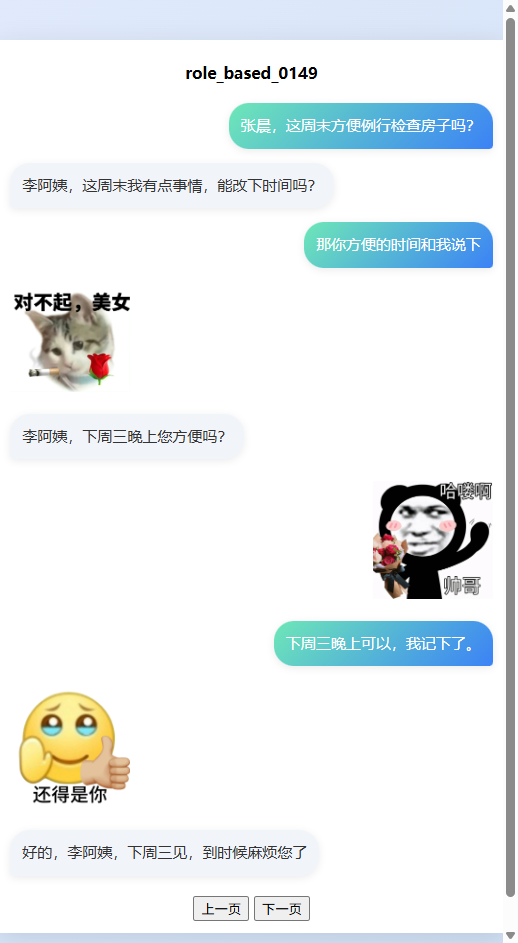 role_based_0149
张晨，这周末方便例行检查房子吗？
李阿姨，这周末我有点事情，能改下时间吗？
那你方便的时间和我说下
对不起，美女
李阿姨，下周三晚上您方便吗？
哈喽啊
帅哥
下周三晚上可以，我记下了。
还得是你
好的，李阿姨，下周三见，到时候麻烦您了
上一页 下一页